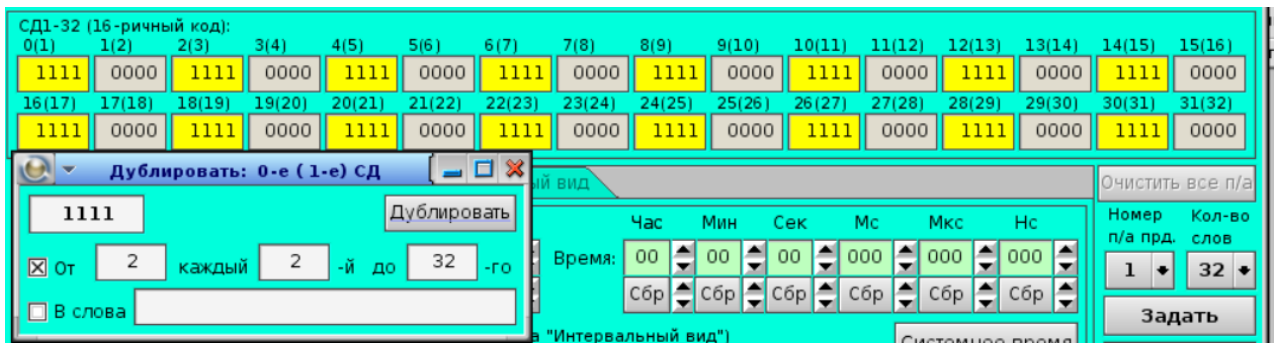 СД1-32 (16-ричный код):
0(1) 1(2) 2(3) 3(4) 4(5) 5(6) 6(7) 7(8) 8(9) 9(10) 10(11) 11(12) 12(13) 13(14) 14(15) 15(16)
1111 0000 1111 0000 1111 0000 1111 0000 1111 0000 1111 0000 1111 0000 1111 0000
16(17) 17(18) 18(19) 19(20) 20(21) 21(22) 22(23) 23(24) 24(25) 25(26) 26(27) 27(28) 28(29) 29(30) 30(31) 31(32)
1111 0000 1111 0000 1111 0000 1111 0000 1111 0000 1111 0000 1111 0000 1111 0000
Дублировать: 0-е ( 1-е) СД
1111 Дублировать
От 2 каждый 2 -й до 32 -го
В слова
вид
Час Мин Сек Мс Мкс Нс
Время: 00 00 00 000 000 000
Сбр Сбр Сбр Сбр Сбр Сбр
"Интервальный вид")
Системное время
Очистить все п/а
Номер Кол-во
п/а прд. слов
1 32
Задать